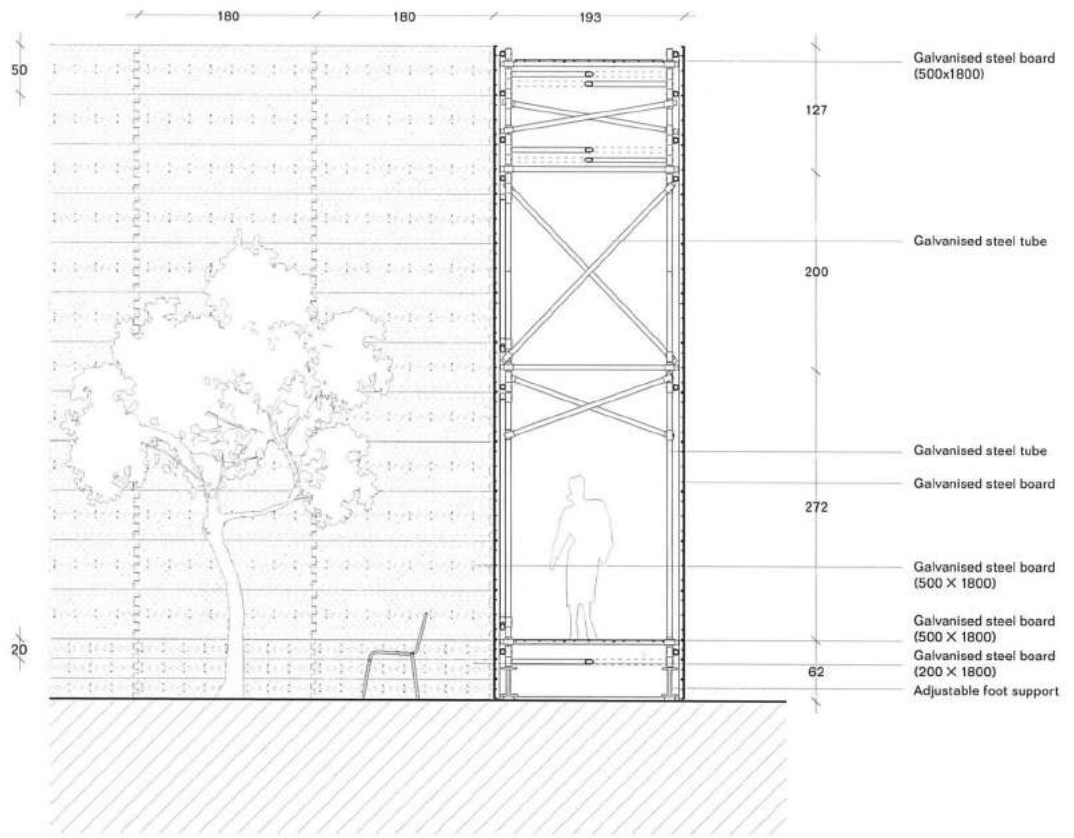 180
180
193
50
Galvanised steel board
(500x1800)
127
Galvanised steel tube
200
Galvanised steel tube
Galvanised steel board
272
Galvanised steel board
(500 × 1800)
Galvanised steel board
(500 × 1800)
20
Galvanised steel board
(200 × 1800)
62
Adjustable foot support